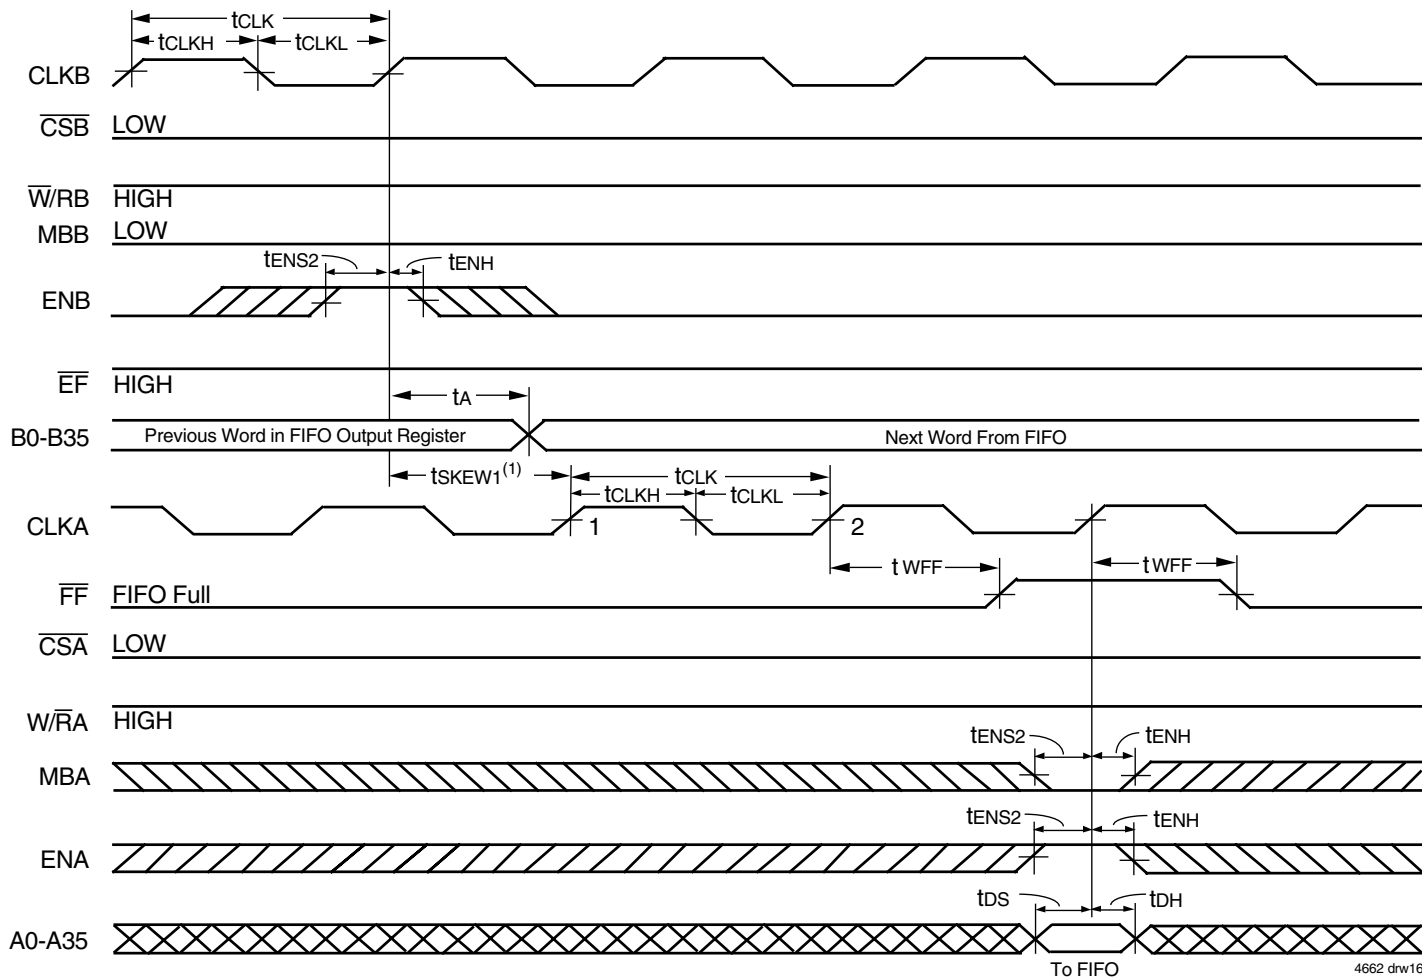 tCLK
tCLKH tCLKL
CLKB
CSB LOW
W/RB HIGH
MBB LOW
tENS2 tENH
ENB
EF HIGH
tA
B0-B35 Previous Word in FIFO Output Register Next Word From FIFO
tSKEW1(1) tCLK
tCLKH tCLKL
CLKA 1 2
tWFF tWFF
FF FIFO Full
CSA LOW
W/RA HIGH
tENS2 tENH
MBA
tENS2 tENH
ENA
tDS tDH
A0-A35
To FIFO
4662 drw16